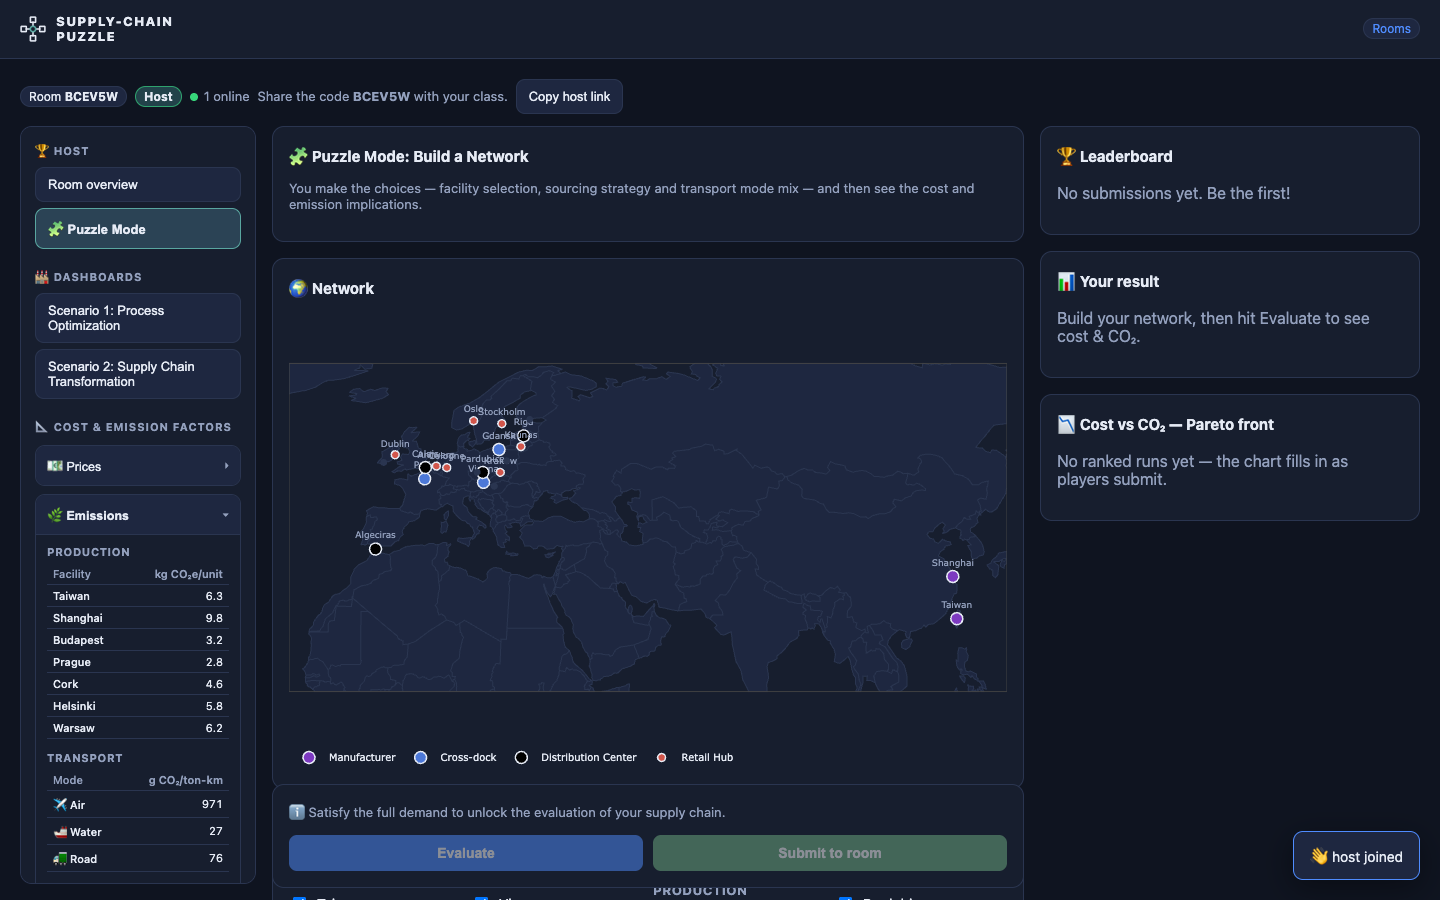 SUPPLY-CHAIN
PUZZLE
Rooms
Room BCEV5W
Host
1 online
Share the code BCEV5W with your class.
Copy host link
HOST
Room overview
Puzzle Mode
DASHBOARDS
Scenario 1: Process
Optimization
Scenario 2: Supply Chain
Transformation
COST & EMISSION FACTORS
Prices
Emissions
PRODUCTION
Facility kg CO₂e/unit
Taiwan 6.3
Shanghai 9.8
Budapest 3.2
Prague 2.8
Cork 4.6
Helsinki 5.8
Warsaw 6.2
TRANSPORT
Mode g CO₂/ton-km
Air 971
Water 27
Road 76
Puzzle Mode: Build a Network
You make the choices — facility selection, sourcing strategy and transport mode mix — and then see the cost and
emission implications.
Network
Oslo
Stockholm
Riga
Gdansk
Dublin
Pardubice
Algeciras
Shanghai
Taiwan
Manufacturer
Cross-dock
Distribution Center
Retail Hub
Satisfy the full demand to unlock the evaluation of your supply chain.
Evaluate
Submit to room
PRODUCTION
Leaderboard
No submissions yet. Be the first!
Your result
Build your network, then hit Evaluate to see
cost & CO₂.
Cost vs CO₂ — Pareto front
No ranked runs yet — the chart fills in as
players submit.
host joined